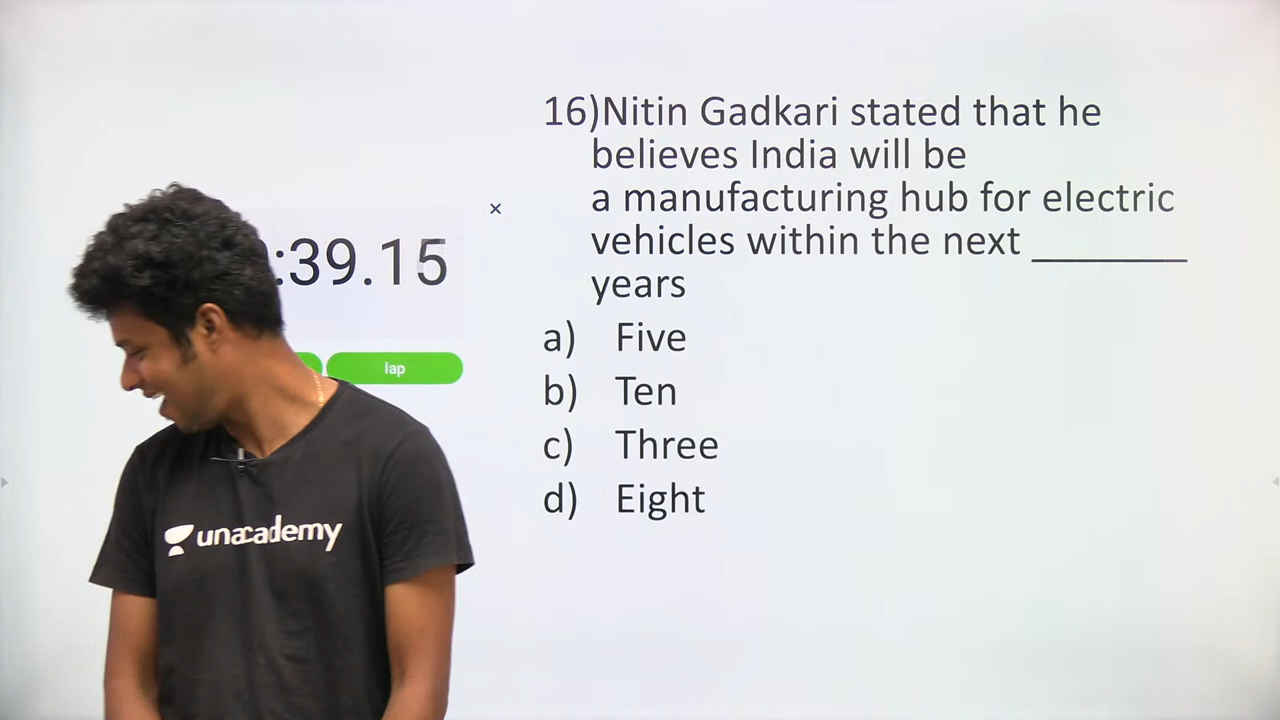 16)Nitin Gadkari stated that he
believes India will be
a manufacturing hub for electric
vehicles within the next _______
years
a) Five
b) Ten
c) Three
d) Eight
×
:39.15
lap
unacademy